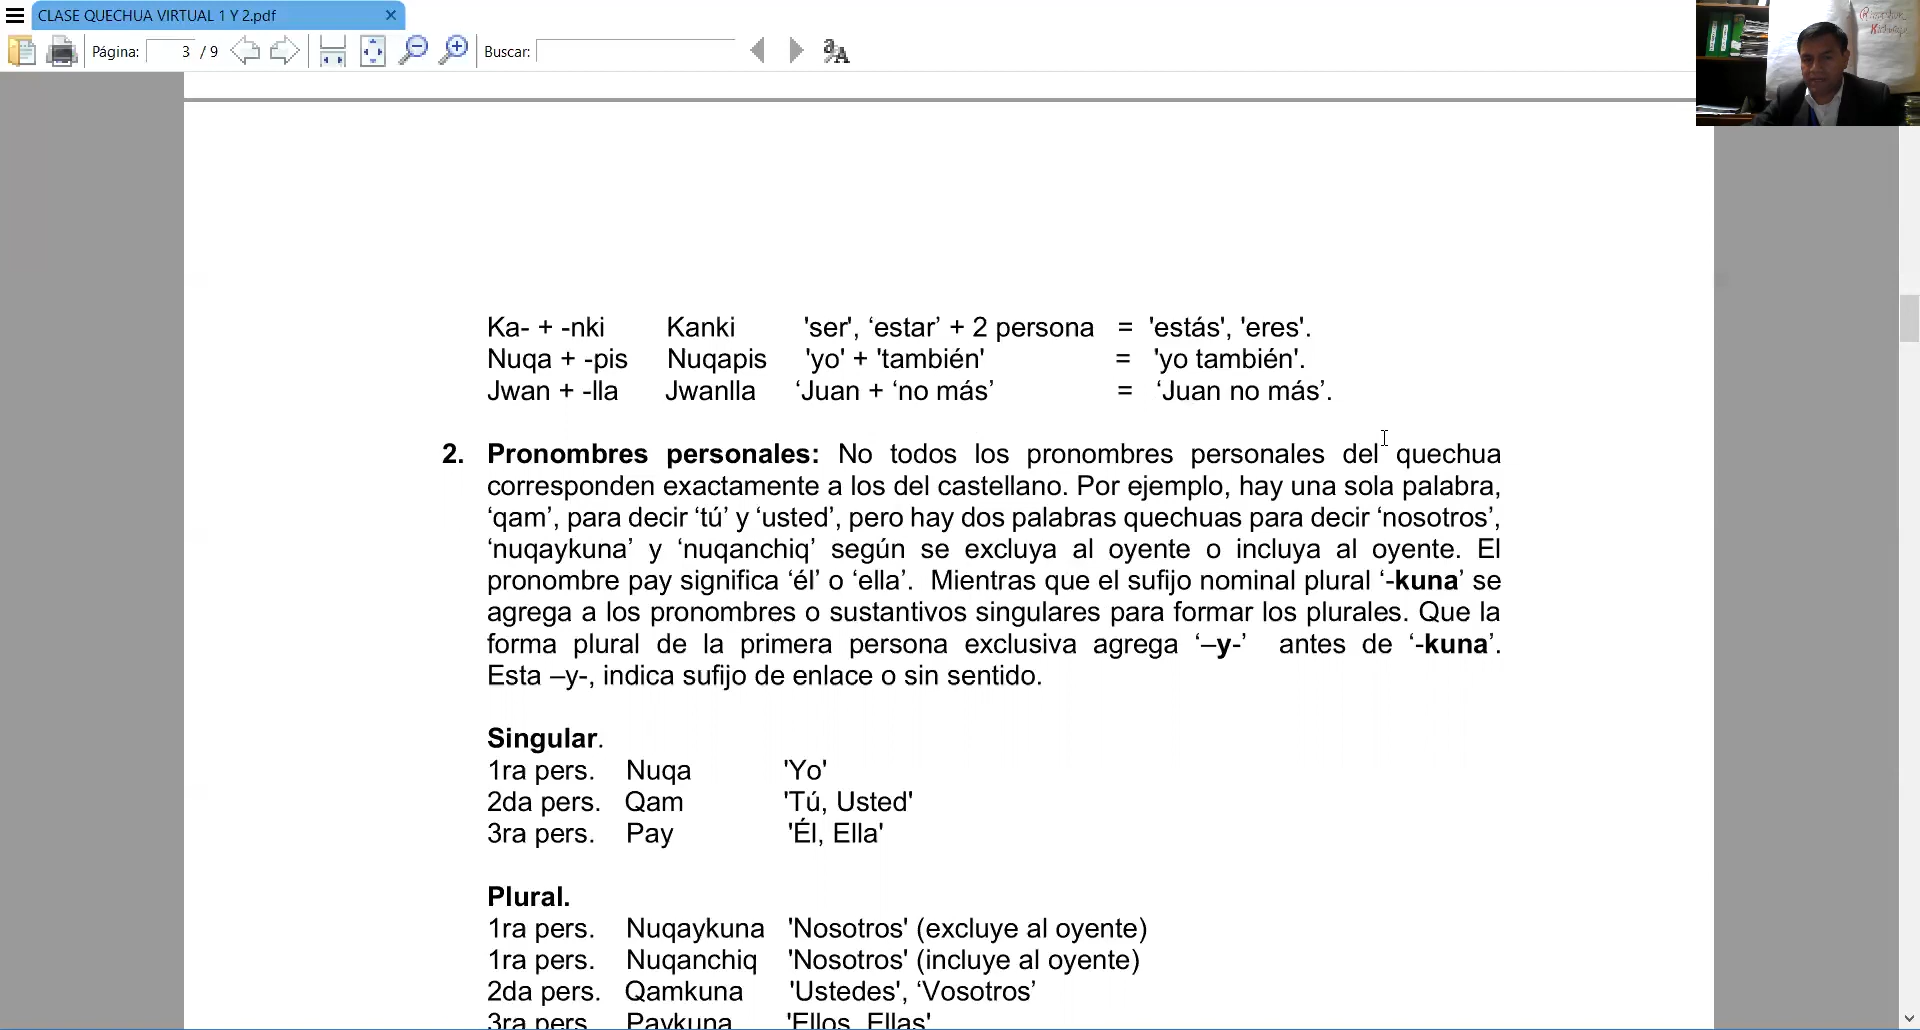 CLASE QUECHUA VIRTUAL 1 Y 2.pdf
Página: 3 / 9 Buscar:
Ka- + -nki Kanki 'ser', ‘estar’ + 2 persona = 'estás', 'eres'.
Nuqa + -pis Nuqapis 'yo' + 'también' = 'yo también'.
Jwan + -lla Jwanlla ‘Juan + ‘no más’ = ‘Juan no más’.
2. Pronombres personales: No todos los pronombres personales del quechua
corresponden exactamente a los del castellano. Por ejemplo, hay una sola palabra,
‘qam’, para decir ‘tú’ y ‘usted’, pero hay dos palabras quechuas para decir ‘nosotros’,
‘nuqaykuna’ y ‘nuqanchiq’ según se excluya al oyente o incluya al oyente. El
pronombre pay significa ‘él’ o ‘ella’. Mientras que el sufijo nominal plural ‘-kuna’ se
agrega a los pronombres o sustantivos singulares para formar los plurales. Que la
forma plural de la primera persona exclusiva agrega ‘–y-’ antes de ‘-kuna’.
Esta –y-, indica sufijo de enlace o sin sentido.
Singular.
1ra pers. Nuqa 'Yo'
2da pers. Qam 'Tú, Usted'
3ra pers. Pay 'Él, Ella'
Plural.
1ra pers. Nuqaykuna 'Nosotros' (excluye al oyente)
1ra pers. Nuqanchiq 'Nosotros' (incluye al oyente)
2da pers. Qamkuna 'Ustedes', ‘Vosotros’
3ra pers. Paykuna 'Ellos, Ellas'